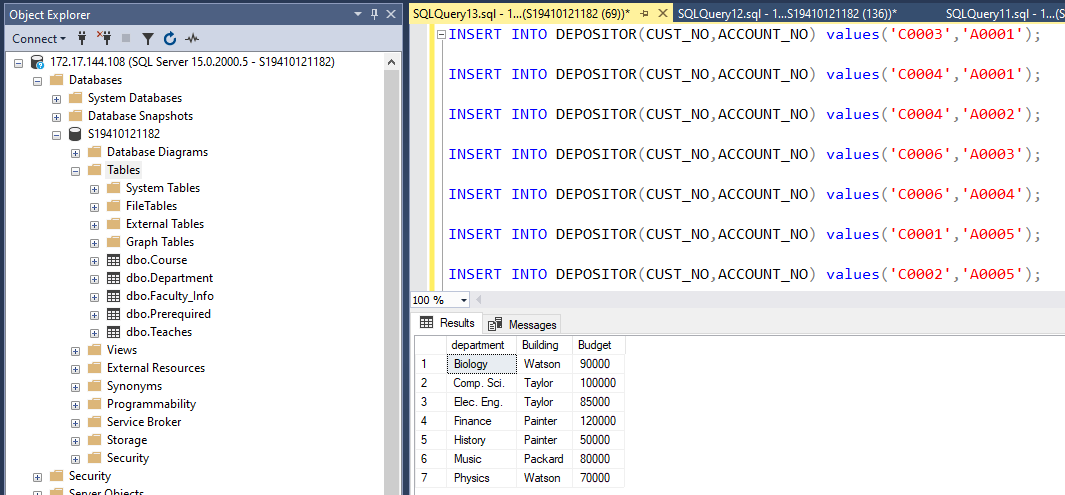 Object Explorer
Connect
172.17.144.108 (SQL Server 15.0.2000.5 - S19410121182)
Databases
System Databases
Database Snapshots
S19410121182
Database Diagrams
Tables
System Tables
FileTables
External Tables
Graph Tables
dbo.Course
dbo.Department
dbo.Faculty_Info
dbo.Prerequired
dbo.Teaches
Views
External Resources
Synonyms
Programmability
Service Broker
Storage
Security
Security
Server Objects
SQLQuery13.sql - 1...(S19410121182 (69))* SQLQuery12.sql - 1...S19410121182 (136))* SQLQuery11.sql - 1...(S
INSERT INTO DEPOSITOR(CUST_NO,ACCOUNT_NO) values('C0003','A0001');
INSERT INTO DEPOSITOR(CUST_NO,ACCOUNT_NO) values('C0004','A0001');
INSERT INTO DEPOSITOR(CUST_NO,ACCOUNT_NO) values('C0004','A0002');
INSERT INTO DEPOSITOR(CUST_NO,ACCOUNT_NO) values('C0006','A0003');
INSERT INTO DEPOSITOR(CUST_NO,ACCOUNT_NO) values('C0006','A0004');
INSERT INTO DEPOSITOR(CUST_NO,ACCOUNT_NO) values('C0001','A0005');
INSERT INTO DEPOSITOR(CUST_NO,ACCOUNT_NO) values('C0002','A0005');
100 %
Results Messages
department Building Budget
1 Biology Watson 90000
2 Comp. Sci. Taylor 100000
3 Elec. Eng. Taylor 85000
4 Finance Painter 120000
5 History Painter 50000
6 Music Packard 80000
7 Physics Watson 70000